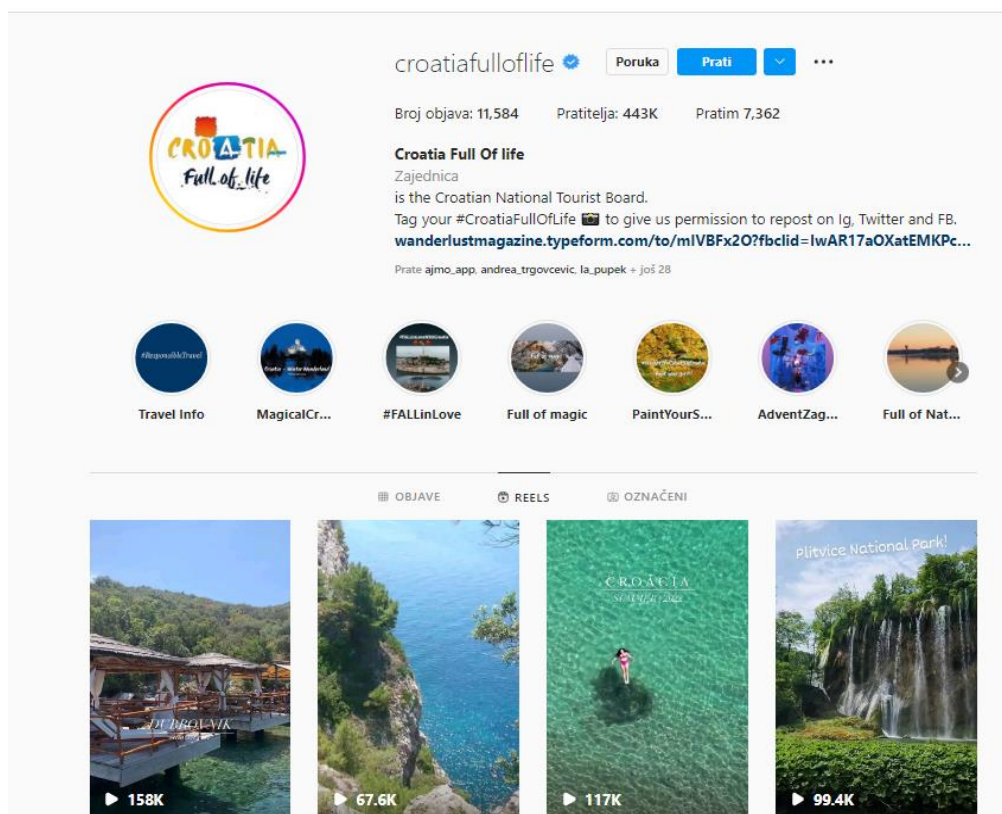 croatiafulloflife Poruka Prati
Broj objava: 11,584 Pratitelja: 443K Pratim 7,362
CROATIA
Full of life
Croatia Full Of life
Zajednica
is the Croatian National Tourist Board.
Tag your #CroatiaFullOfLife 📸 to give us permission to repost on Ig, Twitter and FB.
wanderlustmagazine.typeform.com/to/mIVBFx2O?fbclid=IwAR17aOXatEMKPc...
Prate ajmo_app, andrea_trgovcevic, la_pupek + još 28
#ResponsibleTravel
Travel Info MagicalCr... #FALLinLove Full of magic PaintYourS... AdventZag... Full of Nat...
OBJAVE REELS OZNAČENI
Plitvice National Park!
CROACIA
DUBROVNIK
158K 67.6K 117K 99.4K